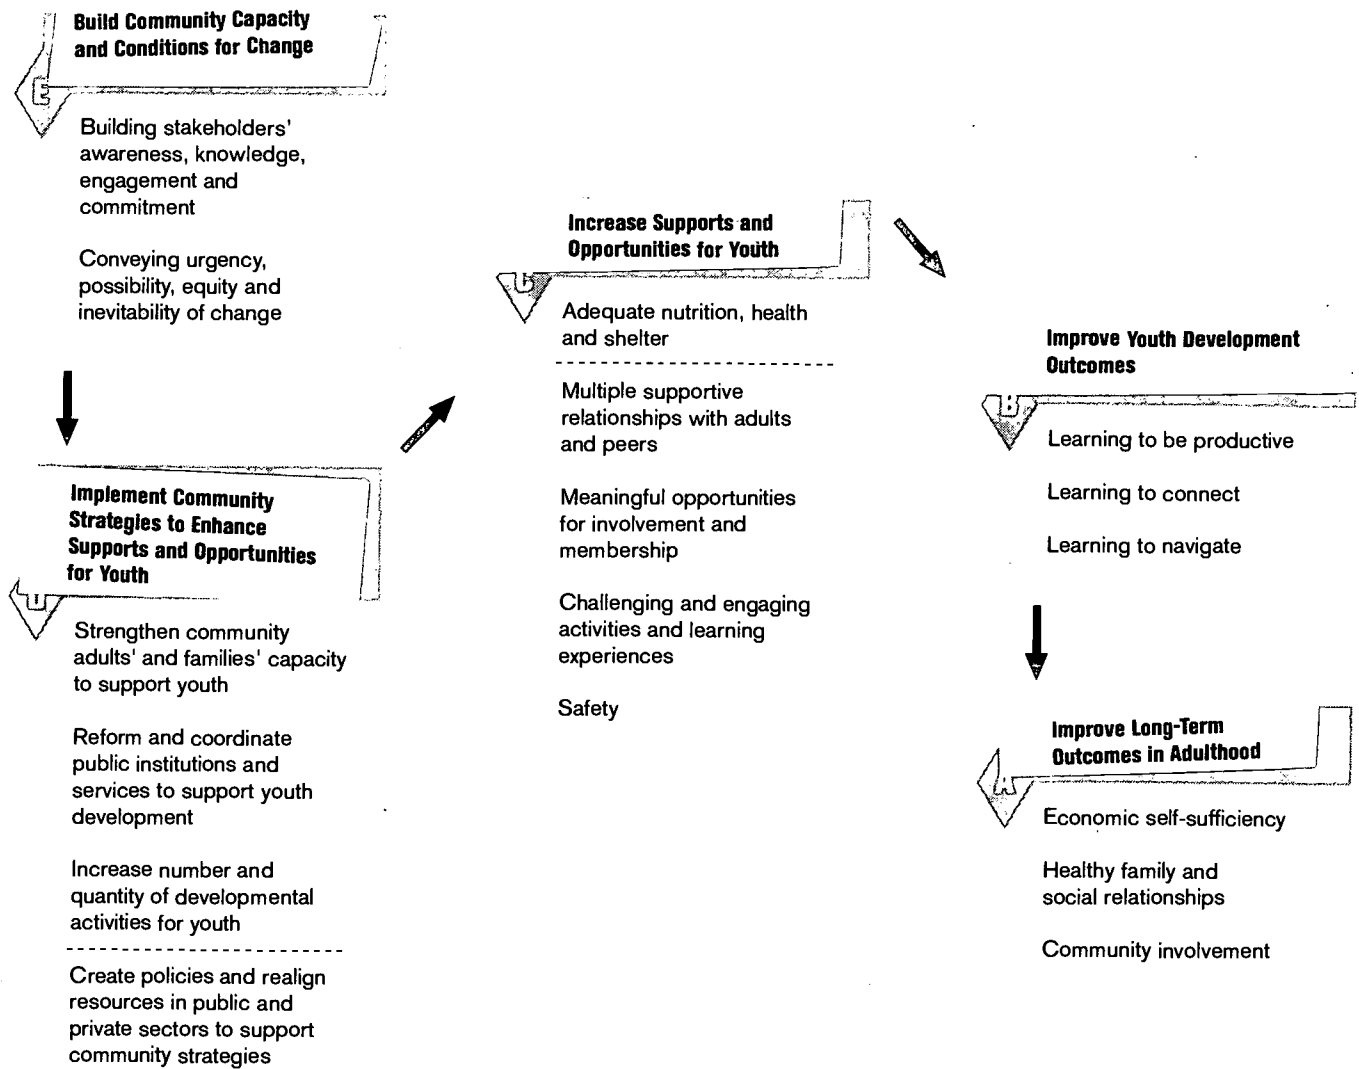 Build Community Capacity
and Conditions for Change
E
Building stakeholders'
awareness, knowledge,
engagement and
commitment
Conveying urgency,
possibility, equity and
inevitability of change
Implement Community
Strategies to Enhance
Supports and Opportunities
for Youth
D
Strengthen community
adults' and families' capacity
to support youth
Reform and coordinate
public institutions and
services to support youth
development
Increase number and
quantity of developmental
activities for youth
Create policies and realign
resources in public and
private sectors to support
community strategies
Increase Supports and
Opportunities for Youth
C
Adequate nutrition, health
and shelter
Multiple supportive
relationships with adults
and peers
Meaningful opportunities
for involvement and
membership
Challenging and engaging
activities and learning
experiences
Safety
Improve Youth Development
Outcomes
B
Learning to be productive
Learning to connect
Learning to navigate
Improve Long-Term
Outcomes in Adulthood
A
Economic self-sufficiency
Healthy family and
social relationships
Community involvement